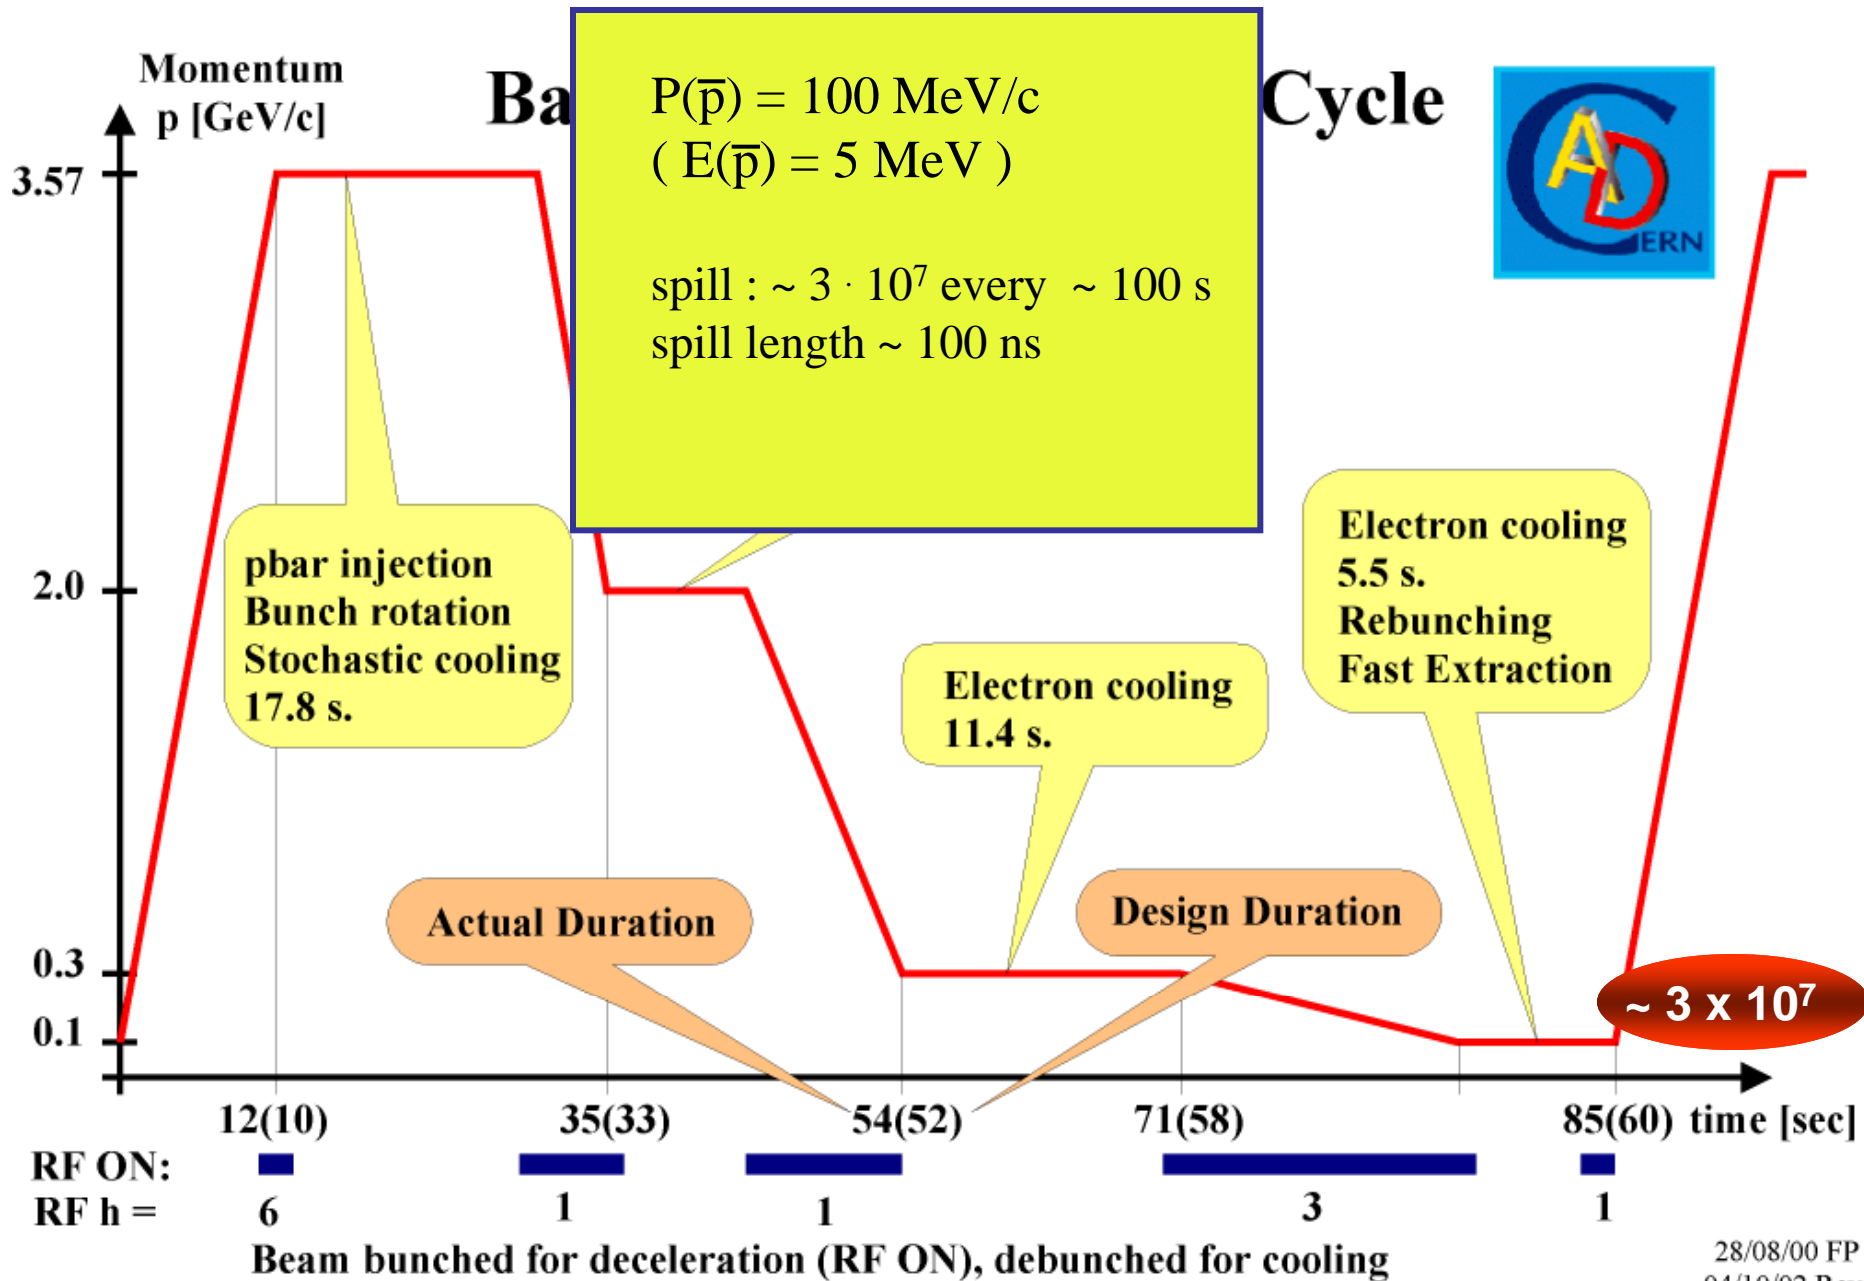 Momentum
p [GeV/c]
Ba
Cycle
P(p̅) = 100 MeV/c
( E(p̅) = 5 MeV )
spill : ~ 3 · 10⁷ every ~ 100 s
spill length ~ 100 ns
AD
CERN
3.57
2.0
0.3
0.1
pbar injection
Bunch rotation
Stochastic cooling
17.8 s.
Electron cooling
11.4 s.
Electron cooling
5.5 s.
Rebunching
Fast Extraction
Actual Duration
Design Duration
~ 3 x 10⁷
12(10) 35(33) 54(52) 71(58) 85(60) time [sec]
RF ON:
RF h = 6 1 1 3 1
Beam bunched for deceleration (RF ON), debunched for cooling
28/08/00 FP